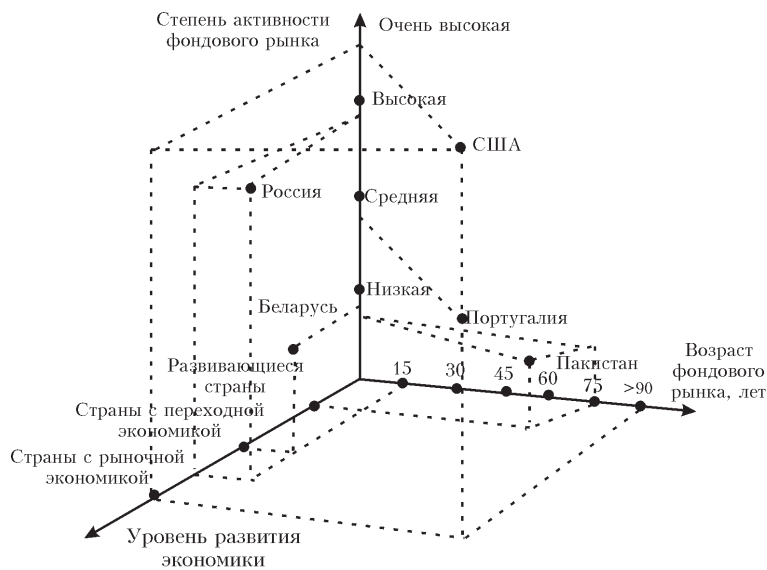 Степень активности
фондового рынка
Очень высокая
Высокая
США
Россия
Средняя
Низкая
Беларусь
Португалия
Развивающиеся
страны
Пакистан
15
30
45
60
75
>90
Возраст
фондового
рынка, лет
Страны с переходной
экономикой
Страны с рыночной
экономикой
Уровень развития
экономики